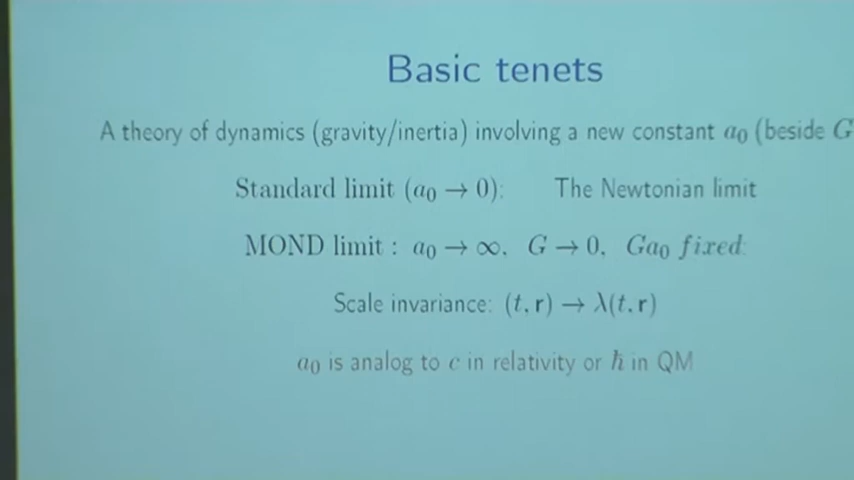 Basic tenets
A theory of dynamics (gravity/inertia) involving a new constant a₀ (beside G
Standard limit (a₀ → 0): The Newtonian limit
MOND limit : a₀ → ∞, G → 0, Ga₀ fixed:
Scale invariance: (t, r) → λ(t, r)
a₀ is analog to c in relativity or ℏ in QM